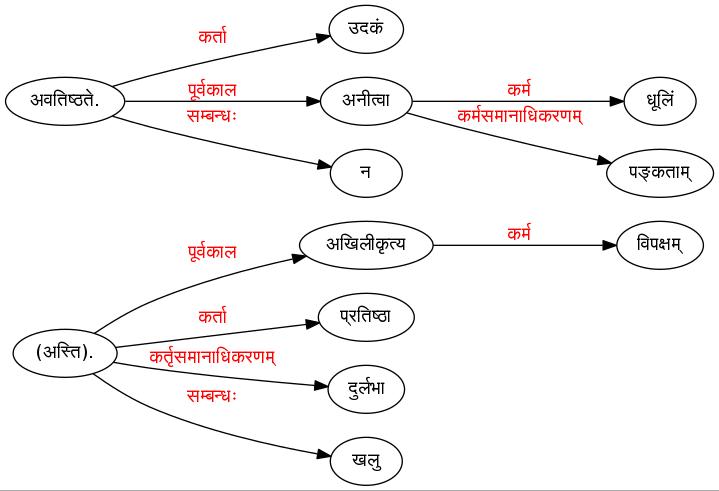 कर्ता
उदकं
अवतिष्ठते.
पूर्वकाल
अनीत्वा
कर्म
धूलिं
सम्बन्धः
कर्मसमानाधिकरणम्
न
पङ्कताम्
पूर्वकाल
अखिलीकृत्य
कर्म
विपक्षम्
कर्ता
प्रतिष्ठा
(अस्ति).
कर्तृसमानाधिकरणम्
दुर्लभा
सम्बन्धः
खलु